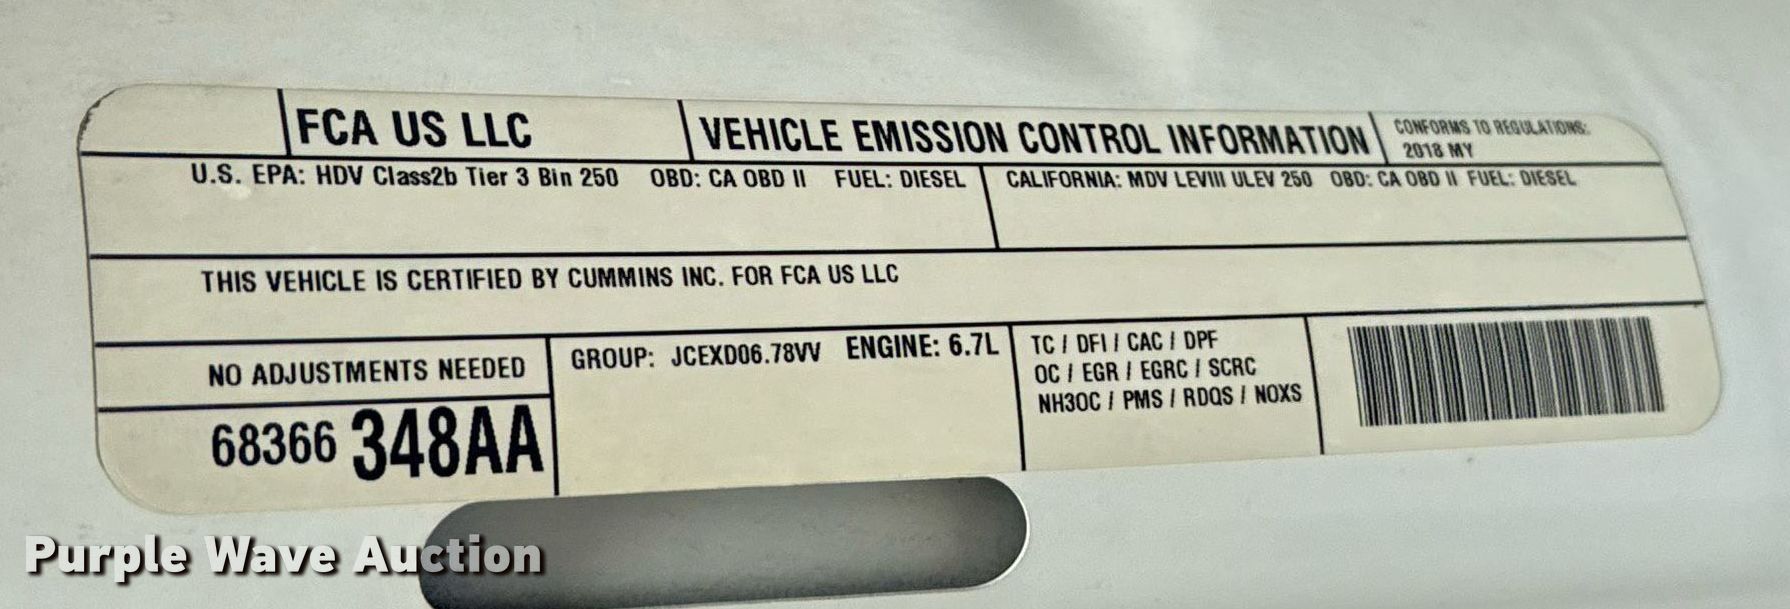 FCA US LLC
VEHICLE EMISSION CONTROL INFORMATION
CONFORMS TO REGULATIONS:
2018 MY
U.S. EPA: HDV Class2b Tier 3 Bin 250 OBD: CA OBD II FUEL: DIESEL
CALIFORNIA: MDV LEVIII ULEV 250 OBD: CA OBD II FUEL: DIESEL
THIS VEHICLE IS CERTIFIED BY CUMMINS INC. FOR FCA US LLC
NO ADJUSTMENTS NEEDED
68366 348AA
GROUP: JCEXD06.78VV ENGINE: 6.7L
TC / DFI / CAC / DPF
OC / EGR / EGRC / SCRC
NH3OC / PMS / RDQS / NOXS
Purple Wave Auction